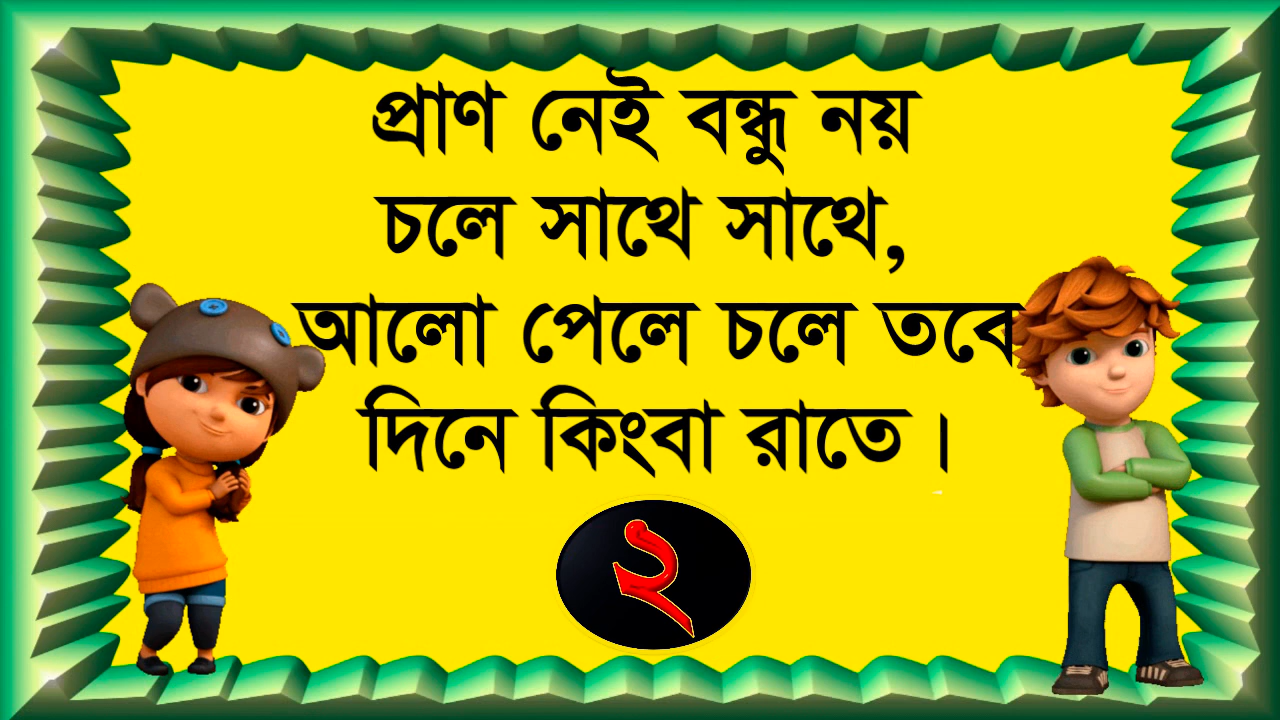 প্রাণ নেই বন্ধু নয়
চলে সাথে সাথে,
আলো পেলে চলে তবে
দিনে কিংবা রাতে।
২